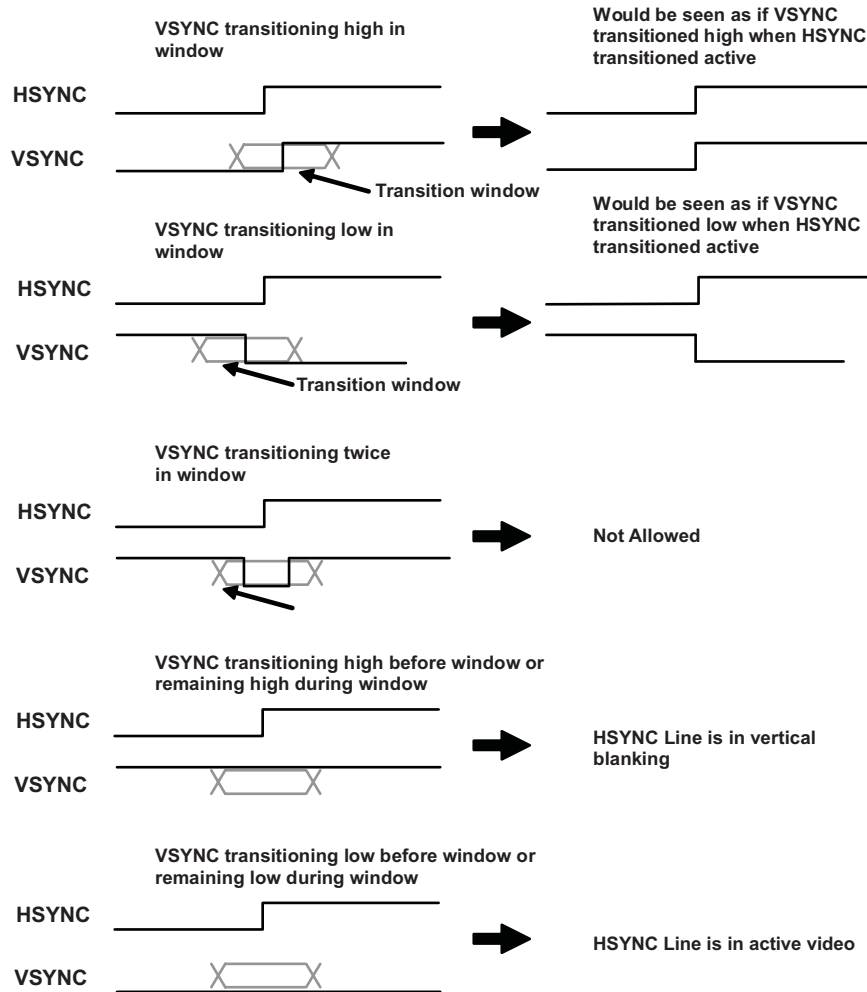 VSYNC transitioning high in
window
Would be seen as if VSYNC
transitioned high when HSYNC
transitioned active
HSYNC
VSYNC
Transition window
VSYNC transitioning low in
window
Would be seen as if VSYNC
transitioned low when HSYNC
transitioned active
HSYNC
VSYNC
Transition window
VSYNC transitioning twice
in window
HSYNC
Not Allowed
VSYNC
VSYNC transitioning high before window or
remaining high during window
HSYNC
HSYNC Line is in vertical
blanking
VSYNC
VSYNC transitioning low before window or
remaining low during window
HSYNC
HSYNC Line is in active video
VSYNC